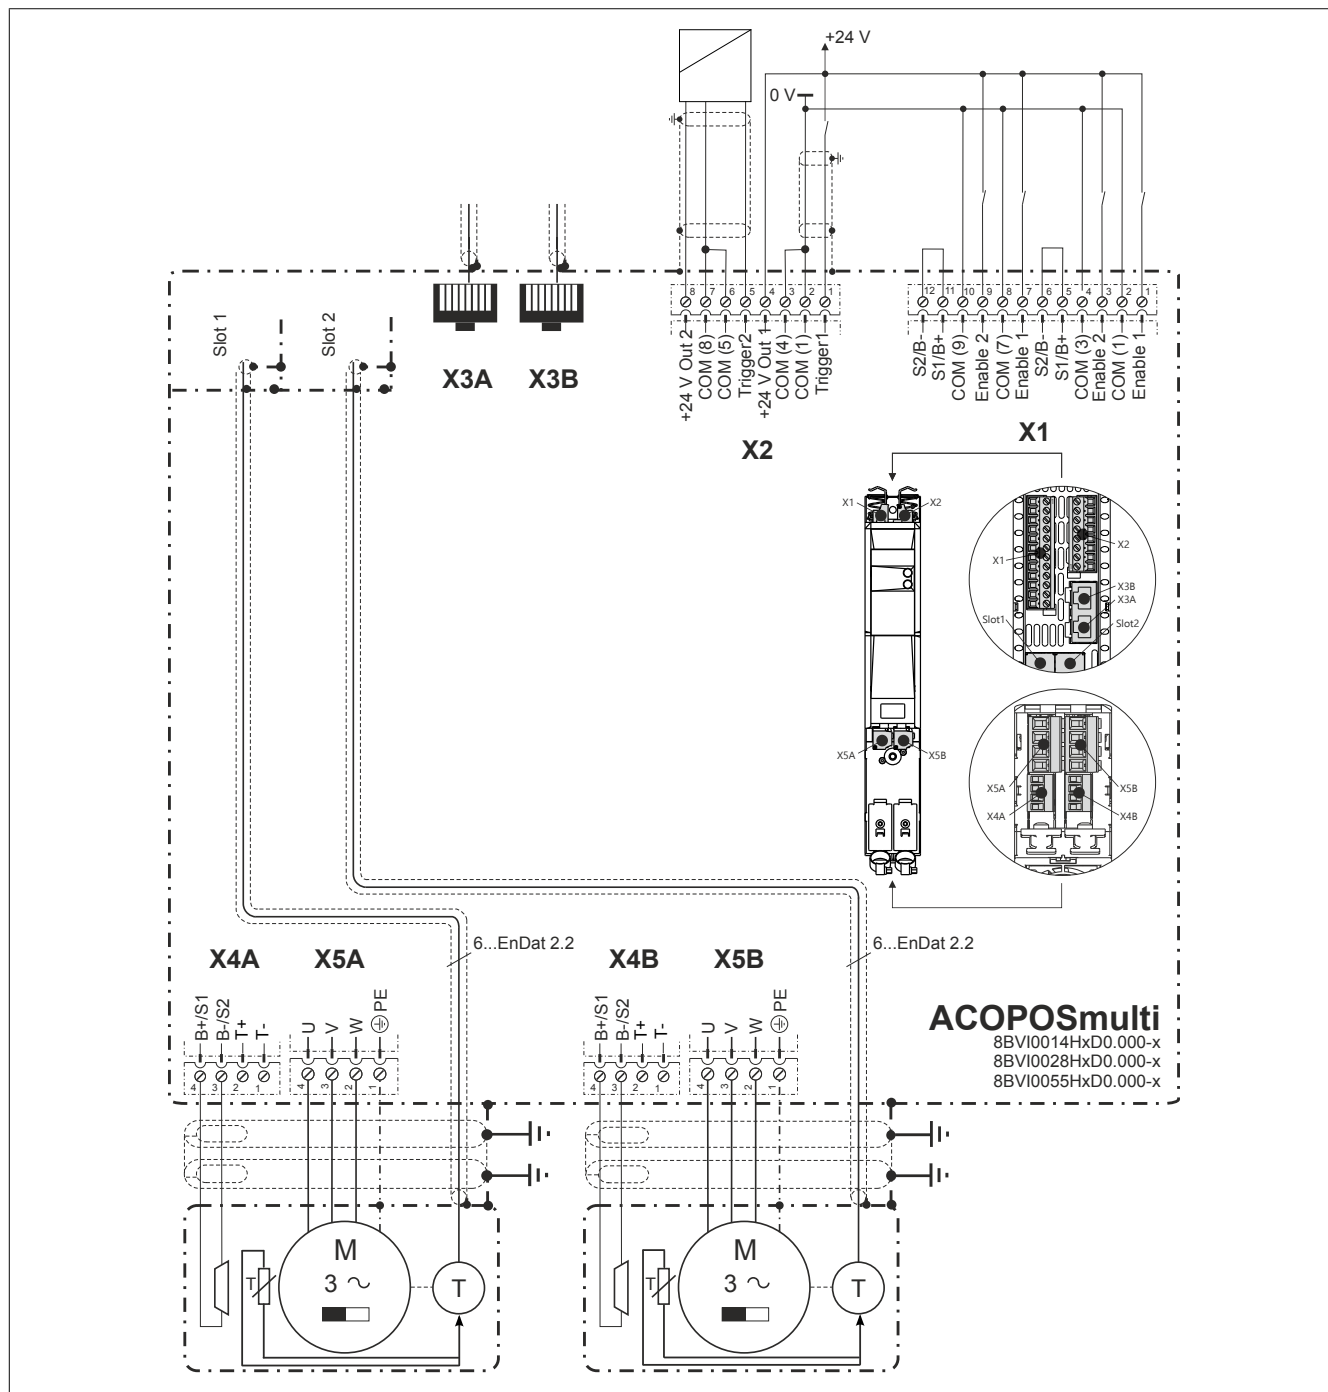 +24 V
0 V
8 7 6 5 4 3 2 1
12 11 10 9 8 7 6 5 4 3 2 1
+24 V Out 2
COM (8)
COM (5)
Trigger2
+24 V Out 1
COM (4)
COM (1)
Trigger1
S2/B-
S1/B+
COM (9)
Enable 2
COM (7)
Enable 1
S2/B-
S1/B+
COM (3)
Enable 2
COM (1)
Enable 1
Slot 1
Slot 2
X3A
X3B
X2
X1
X1
X2
X1
X2
X3B
X3A
Slot1
Slot2
X5A
X5B
X5A
X5B
X4A
X4B
6...EnDat 2.2
6...EnDat 2.2
X4A
X5A
X4B
X5B
B+/S1
B-/S2
T+
T-
U
V
W
PE
B+/S1
B-/S2
T+
T-
U
V
W
PE
4 3 2 1
4 3 2 1
4 3 2 1
4 3 2 1
ACOPOSmulti
8BVI0014HxD0.000-x
8BVI0028HxD0.000-x
8BVI0055HxD0.000-x
M
3
T
T
M
3
T
T